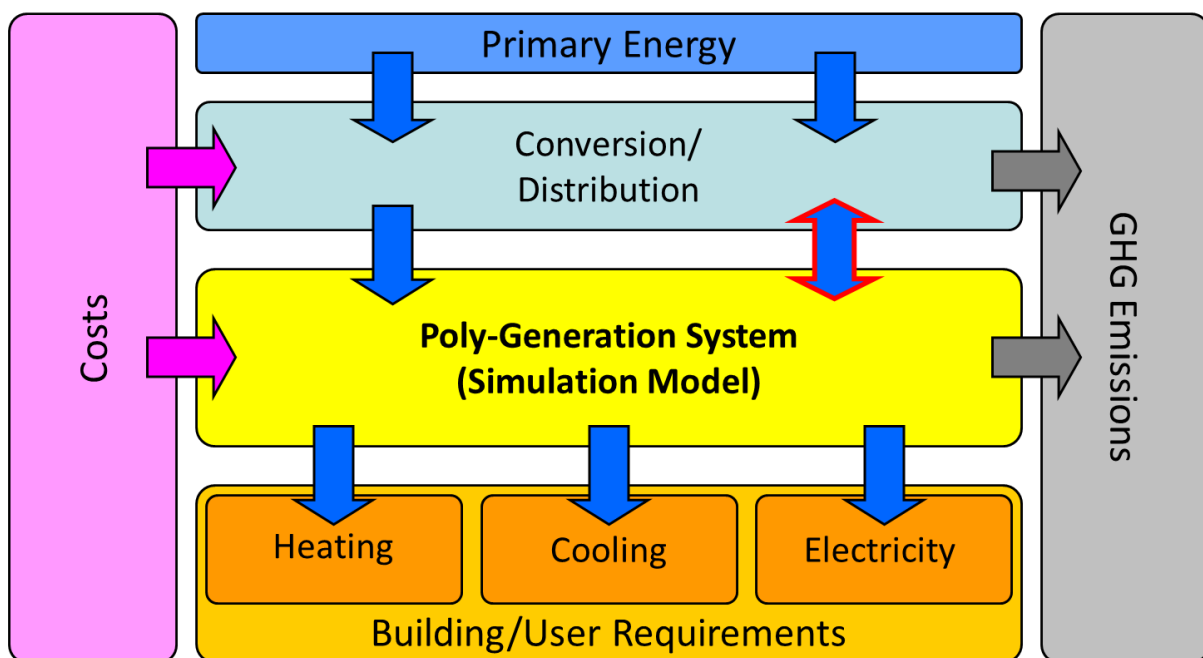 Primary Energy
Conversion/
Distribution
Costs
GHG Emissions
Poly-Generation System
(Simulation Model)
Heating
Cooling
Electricity
Building/User Requirements